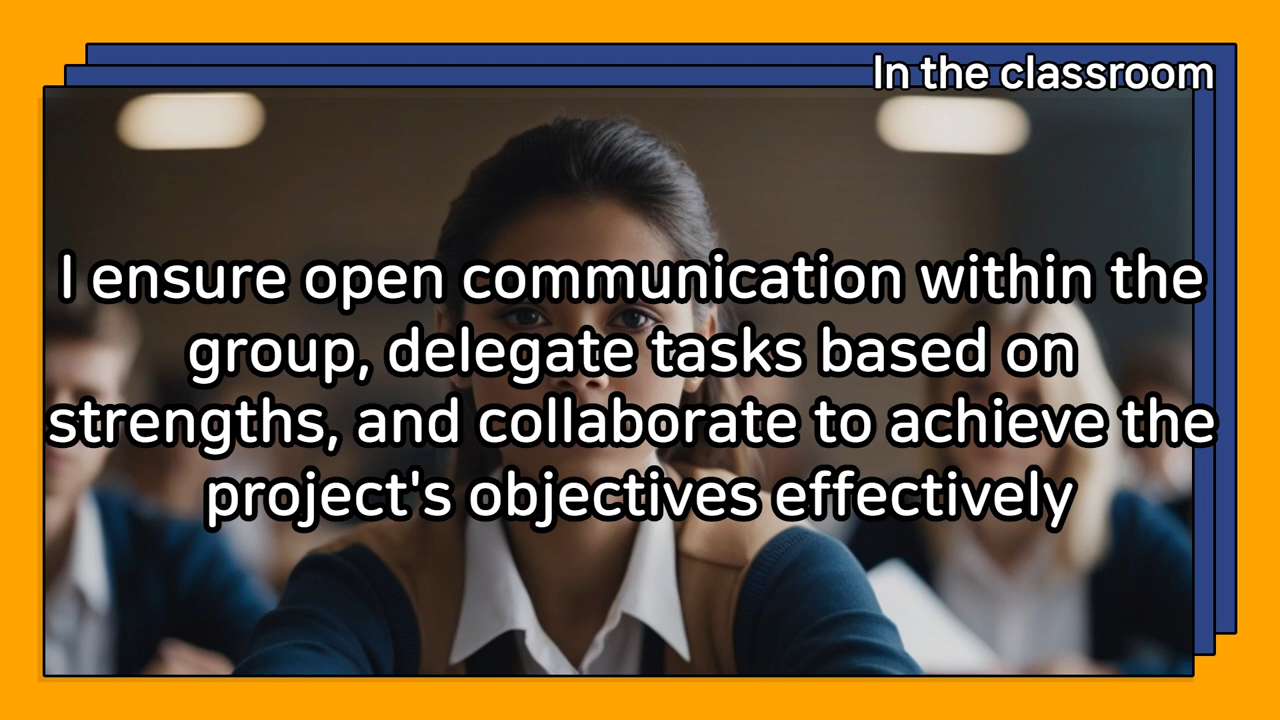 In the classroom
I ensure open communication within the
group, delegate tasks based on
strengths, and collaborate to achieve the
project's objectives effectively